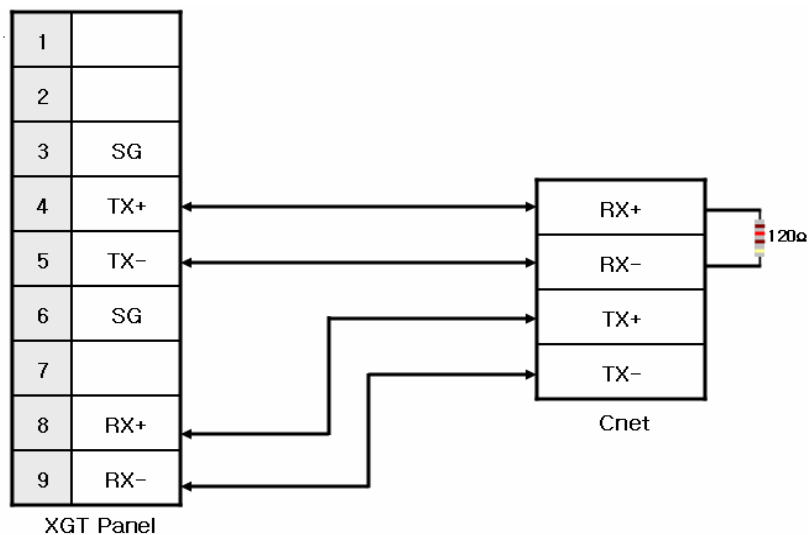 1
2
3 SG
4 TX+
5 TX-
6 SG
7
8 RX+
9 RX-
XGT Panel
RX+
RX-
TX+
TX-
Cnet
120Ω